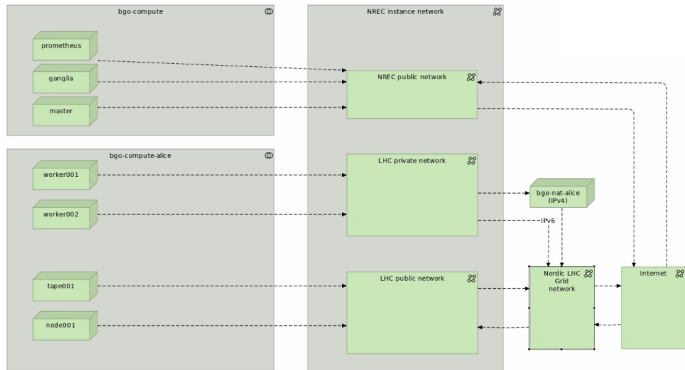 bgo-compute
prometheus
ganglia
master
NREC instance network
NREC public network
bgo-compute-alice
worker001
worker002
tape001
node001
LHC private network
LHC public network
bgo-nat-alice
(IPv4)
IPv6
Nordic LHC
Grid
network
Internet